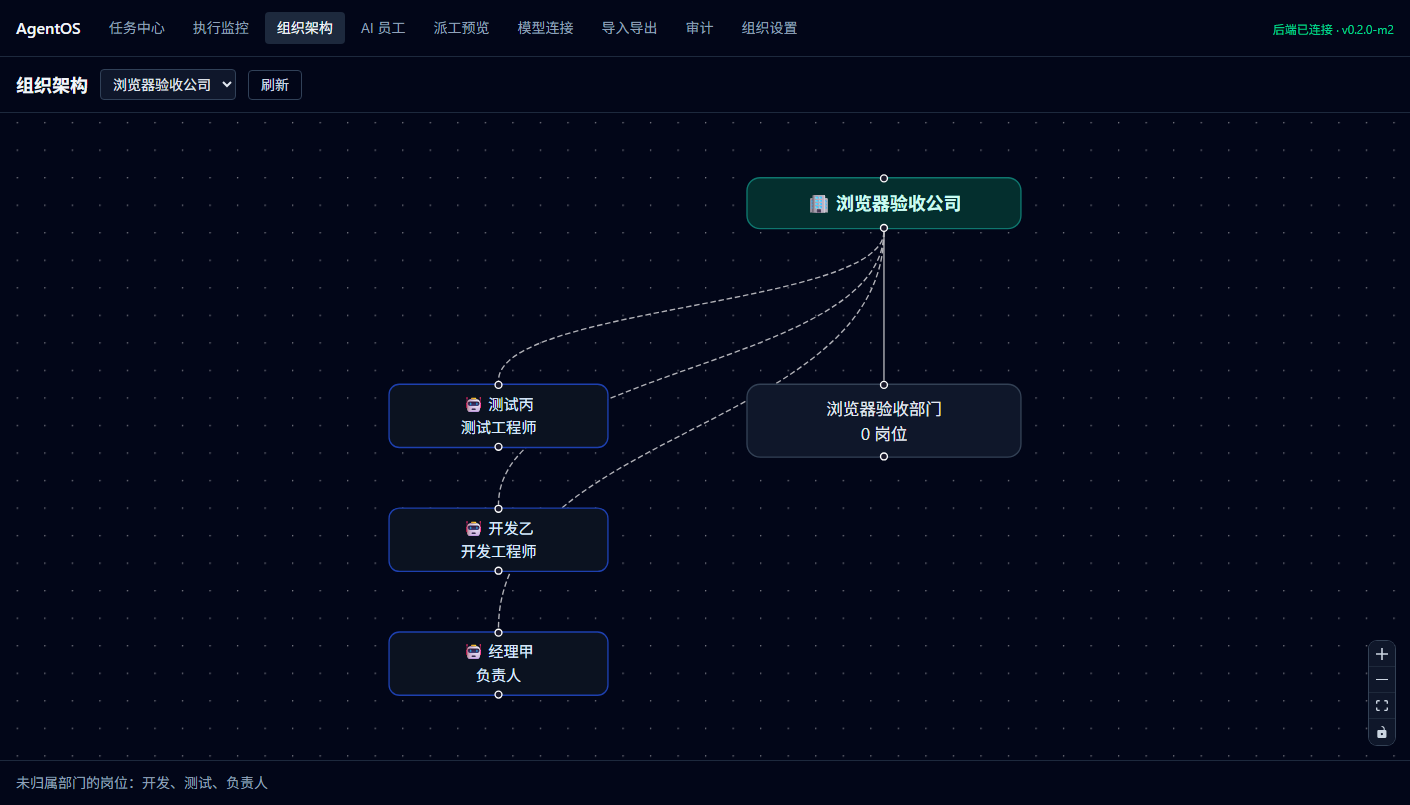 AgentOS 任务中心 执行监控 组织架构 AI 员工 派工预览 模型连接 导入导出 审计 组织设置 后端已连接 · v0.2.0-m2
组织架构 浏览器验收公司 刷新
浏览器验收公司
测试丙
测试工程师
浏览器验收部门
0 岗位
开发乙
开发工程师
经理甲
负责人
未归属部门的岗位：开发、测试、负责人